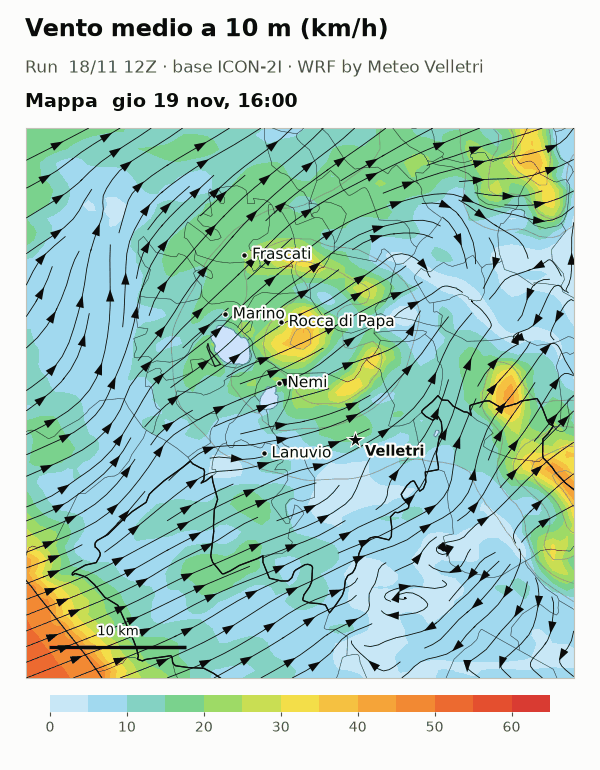 Vento medio a 10 m (km/h)
Run  18/11 12Z · base ICON-2I · WRF by Meteo Velletri
Mappa  gio 19 nov, 16:00
Frascati
Marino
Rocca di Papa
Nemi
Velletri
Lanuvio
10 km
0 10 20 30 40 50 60